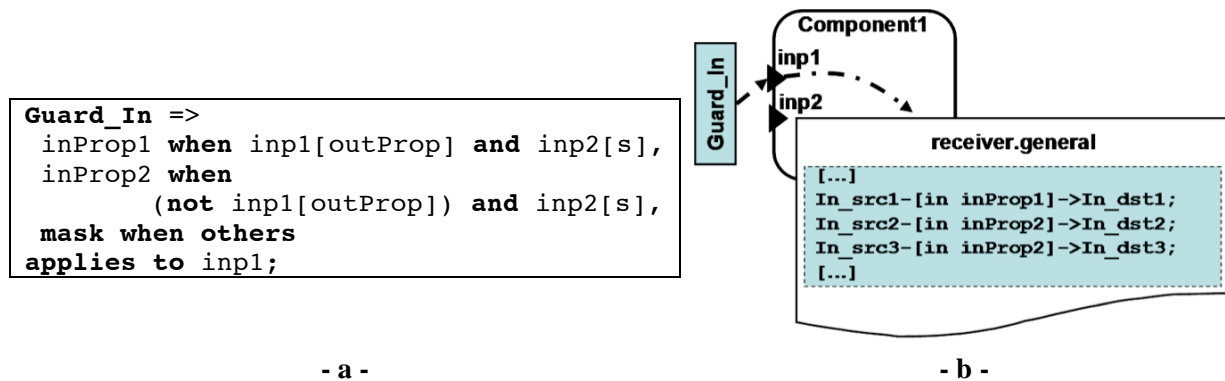 Guard_In =>
inProp1 when inp1[outProp] and inp2[s],
inProp2 when
(not inp1[outProp]) and inp2[s],
mask when others
applies to inp1;
- a -
Component1
Guard_In
inp1
inp2
receiver.general
[...]
In_src1-[in inProp1]->In_dst1;
In_src2-[in inProp2]->In_dst2;
In_src3-[in inProp2]->In_dst3;
[...]
- b -